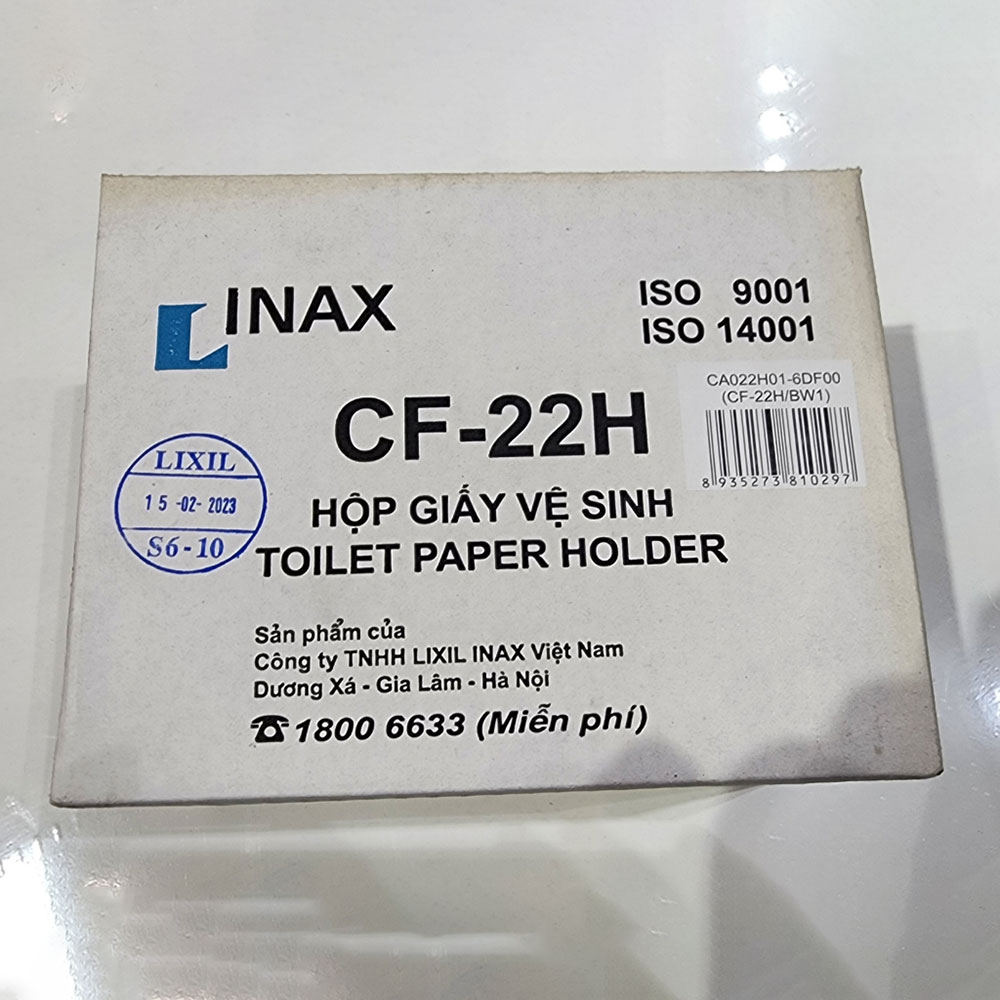 INAX
ISO 9001
ISO 14001
CA022H01-6DF00
(CF-22H/BW1)
8 935273 810297
CF-22H
LIXIL
15-02-2023
S6-10
HỘP GIẤY VỆ SINH
TOILET PAPER HOLDER
Sản phẩm của
Công ty TNHH LIXIL INAX Việt Nam
Dương Xá - Gia Lâm - Hà Nội
☎ 1800 6633 (Miễn phí)